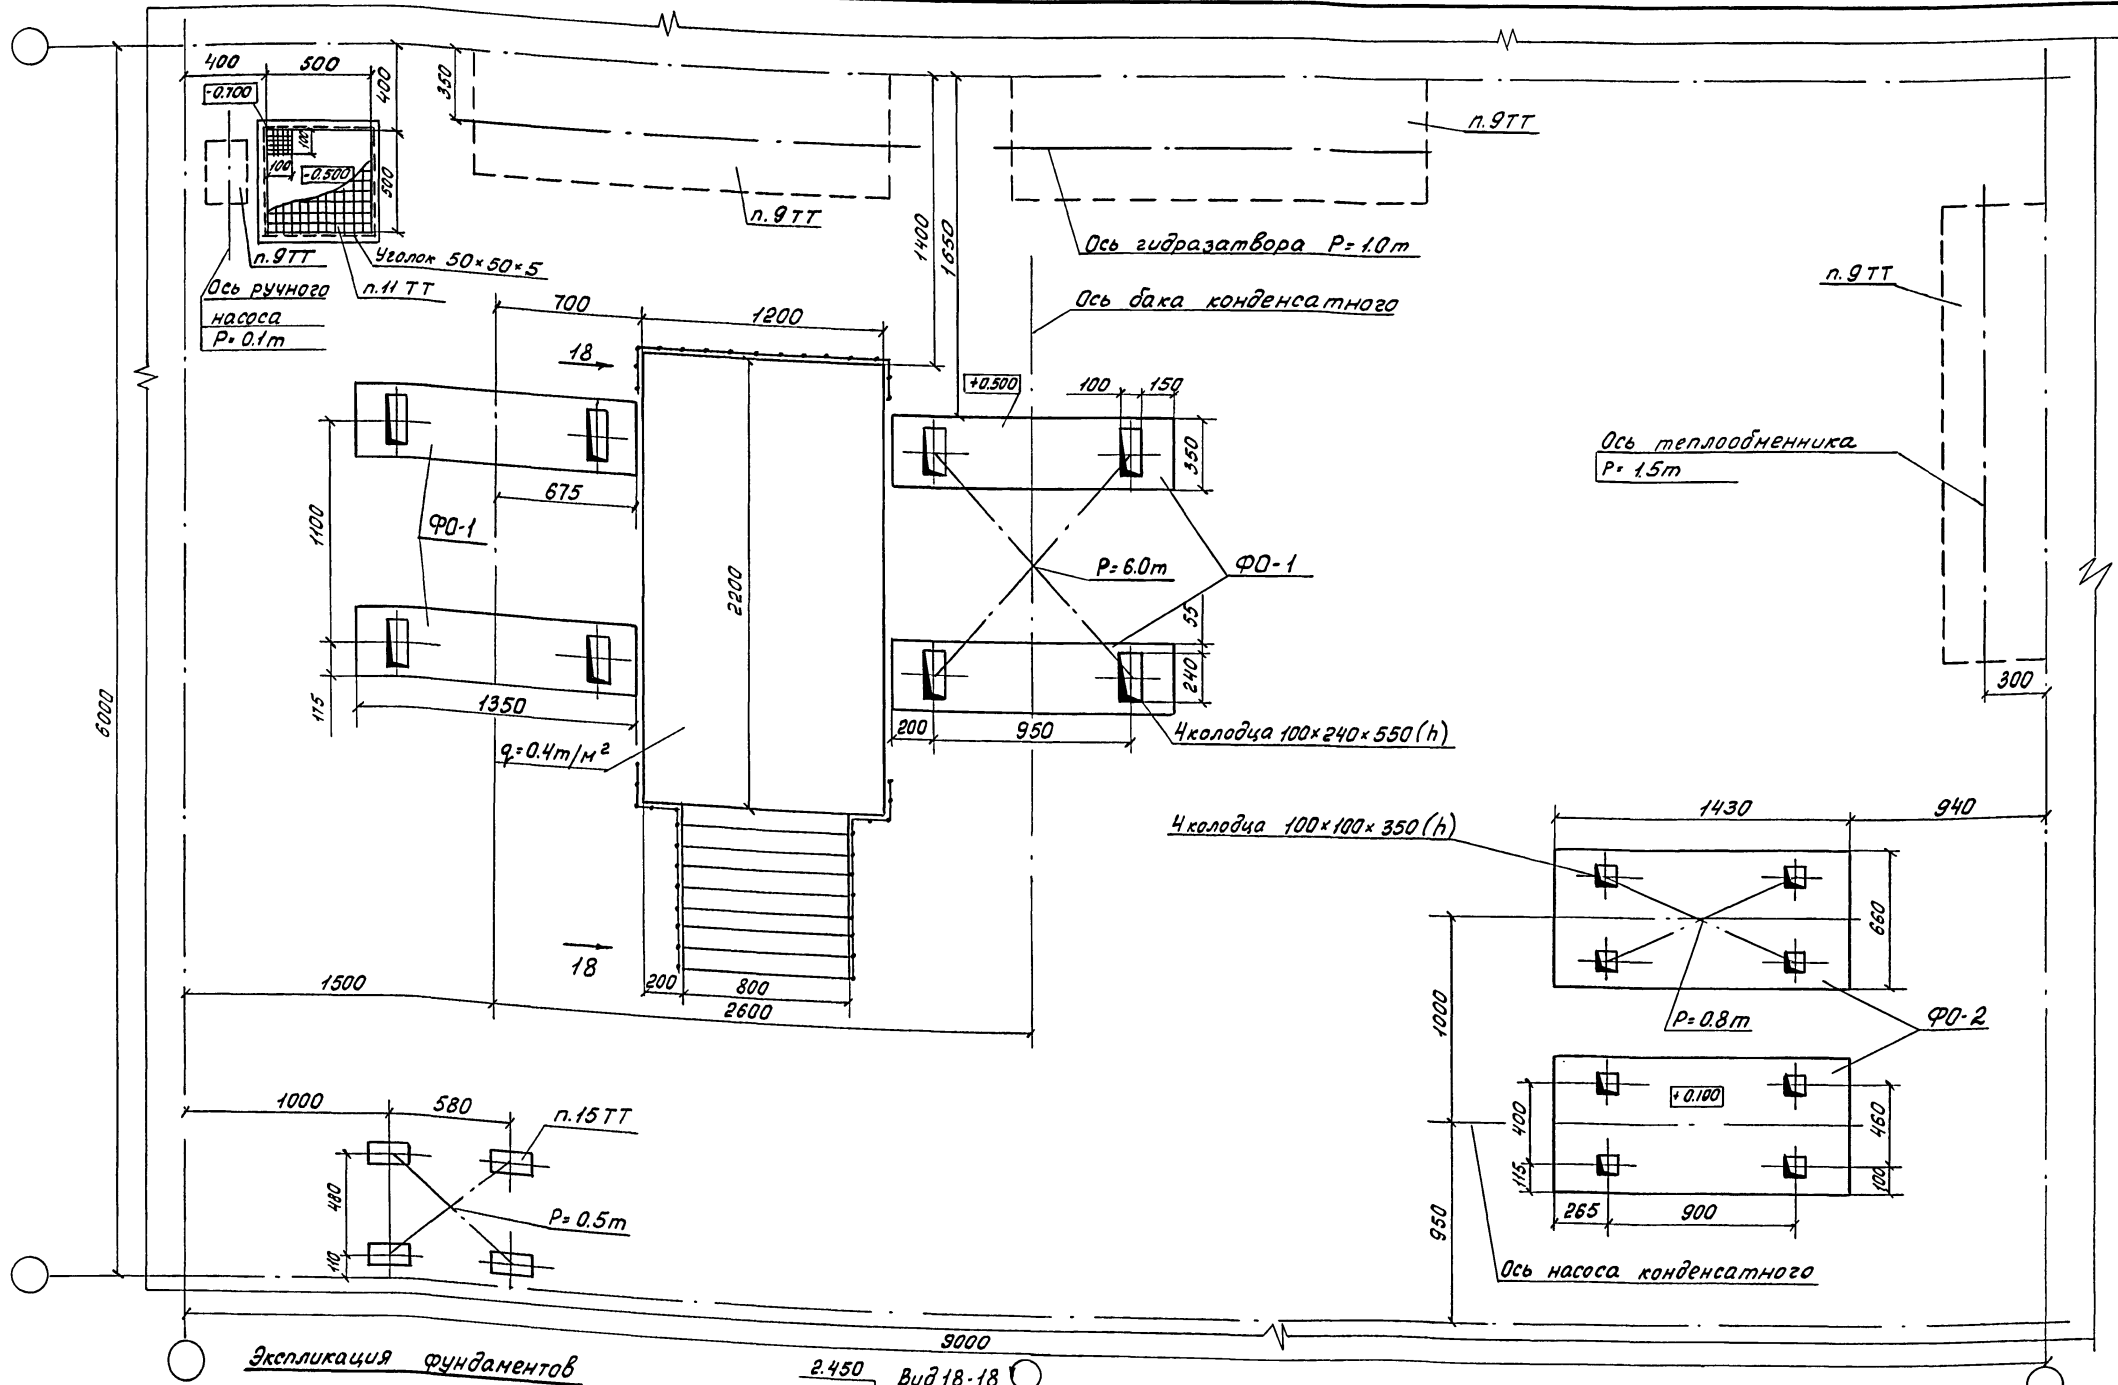 400
500
400
350
-0.700
100
100
-0.500
500
п.9ТТ
п.11 ТТ
Уголок 50×50×5
Ось ручного
насоса
P=0.1т
п.9ТТ
п.9ТТ
1400
1650
Ось гидразатвора P=1.0т
Ось бака конденсатного
п.9ТТ
700
1200
18
+0.500
100
150
350
Ось теплообменника
P=1.5т
675
1100
ФО-1
2200
P=6.0т
ФО-1
55
240
6000
175
1350
q=0.4т/м²
200
950
4 колодца 100×240×550(h)
300
4 колодца 100×100×350(h)
1430
940
660
18
1500
200
800
2600
1000
P=0.8т
ФО-2
1000
580
п.15ТТ
+0.100
400
460
115
100
480
P=0.5т
110
950
265
900
Ось насоса конденсатного
9000
Экспликация фундаментов
2.450
Вид 18-18